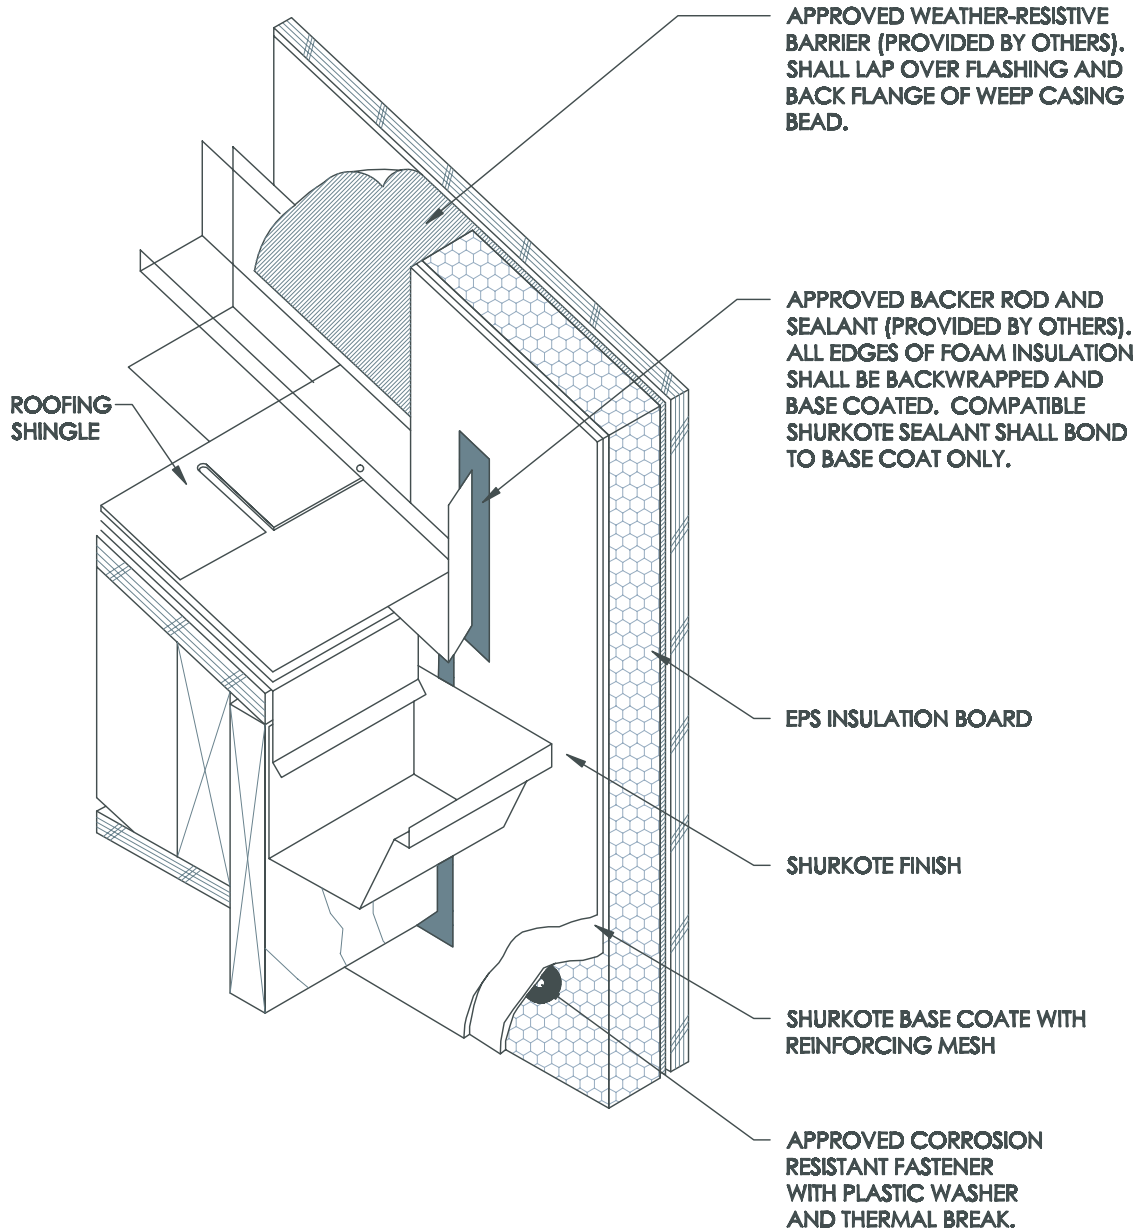 APPROVED WEATHER-RESISTIVE
BARRIER (PROVIDED BY OTHERS).
SHALL LAP OVER FLASHING AND
BACK FLANGE OF WEEP CASING
BEAD.
APPROVED BACKER ROD AND
SEALANT (PROVIDED BY OTHERS).
ALL EDGES OF FOAM INSULATION
SHALL BE BACKWRAPPED AND
BASE COATED. COMPATIBLE
SHURKOTE SEALANT SHALL BOND
TO BASE COAT ONLY.
ROOFING
SHINGLE
EPS INSULATION BOARD
SHURKOTE FINISH
SHURKOTE BASE COATE WITH
REINFORCING MESH
APPROVED CORROSION
RESISTANT FASTENER
WITH PLASTIC WASHER
AND THERMAL BREAK.